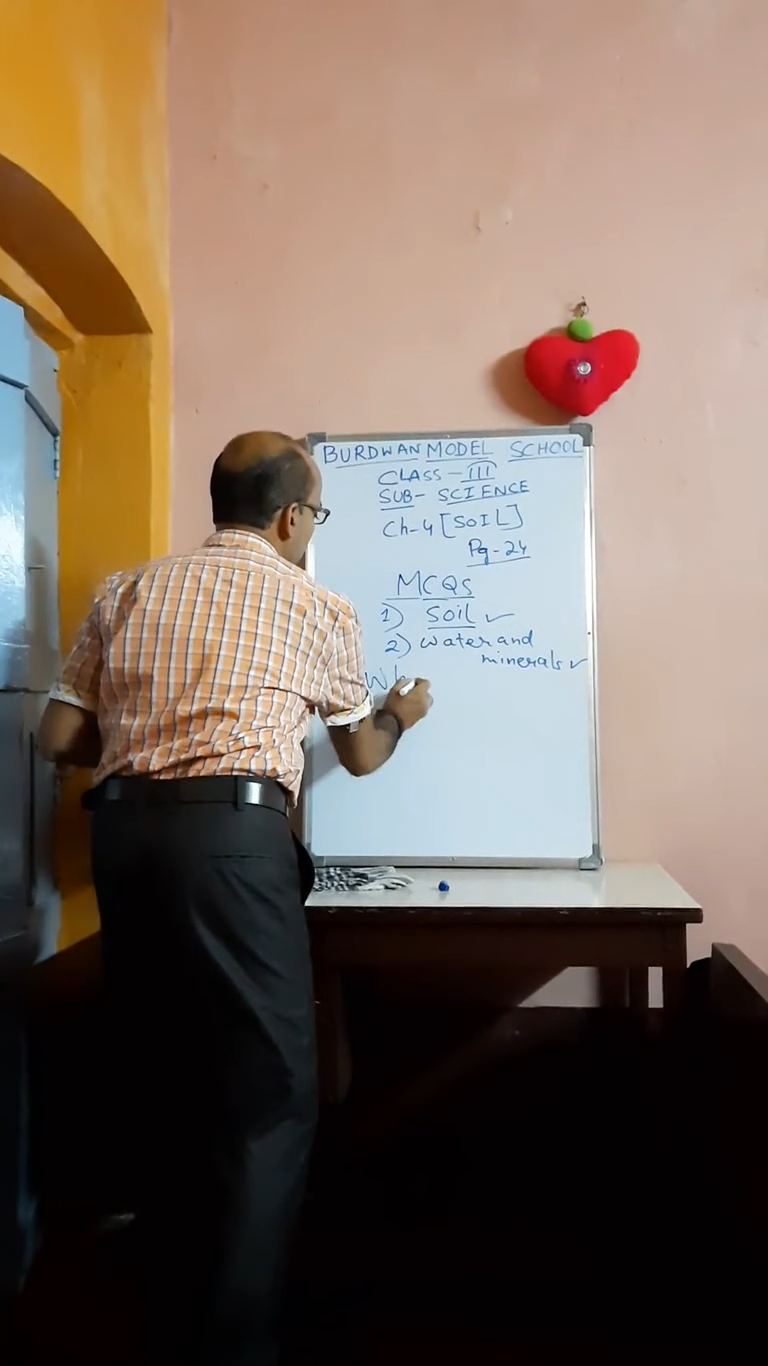 BURDWAN MODEL SCHOOL
CLASS - III
SUB- SCIENCE
Ch-4 [SOIL]
Pg-24
MCQs
1) Soil ✓
2) water and
minerals ✓
Wh